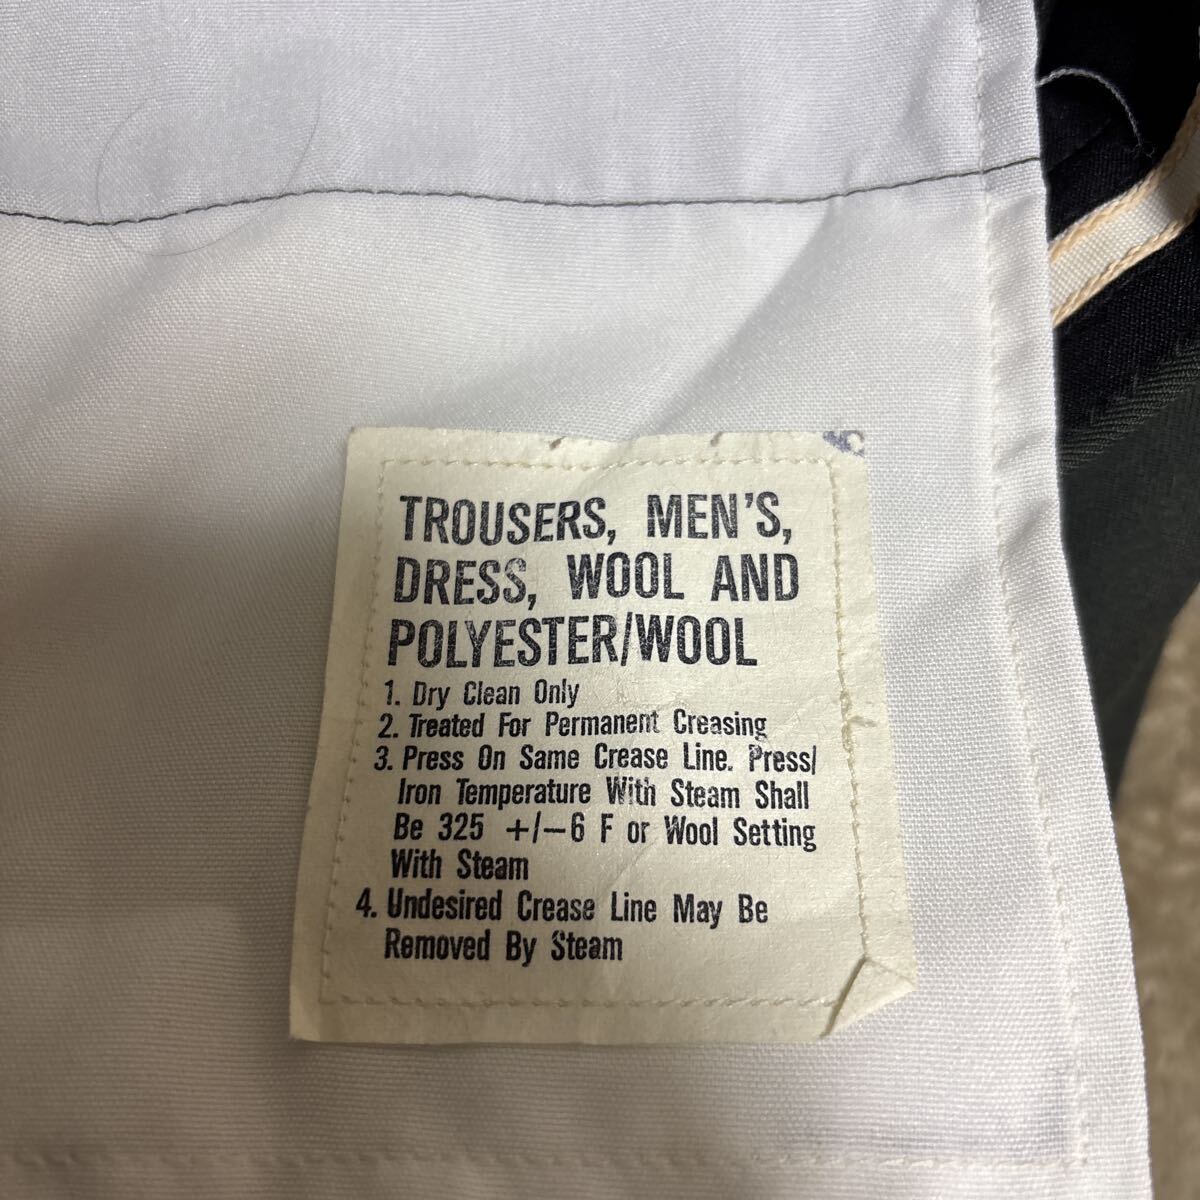 TROUSERS, MEN'S,
DRESS, WOOL AND
POLYESTER/WOOL
1. Dry Clean Only
2. Treated For Permanent Creasing
3. Press On Same Crease Line. Press/
Iron Temperature With Steam Shall
Be 325 +/-6 F or Wool Setting
With Steam
4. Undesired Crease Line May Be
Removed By Steam